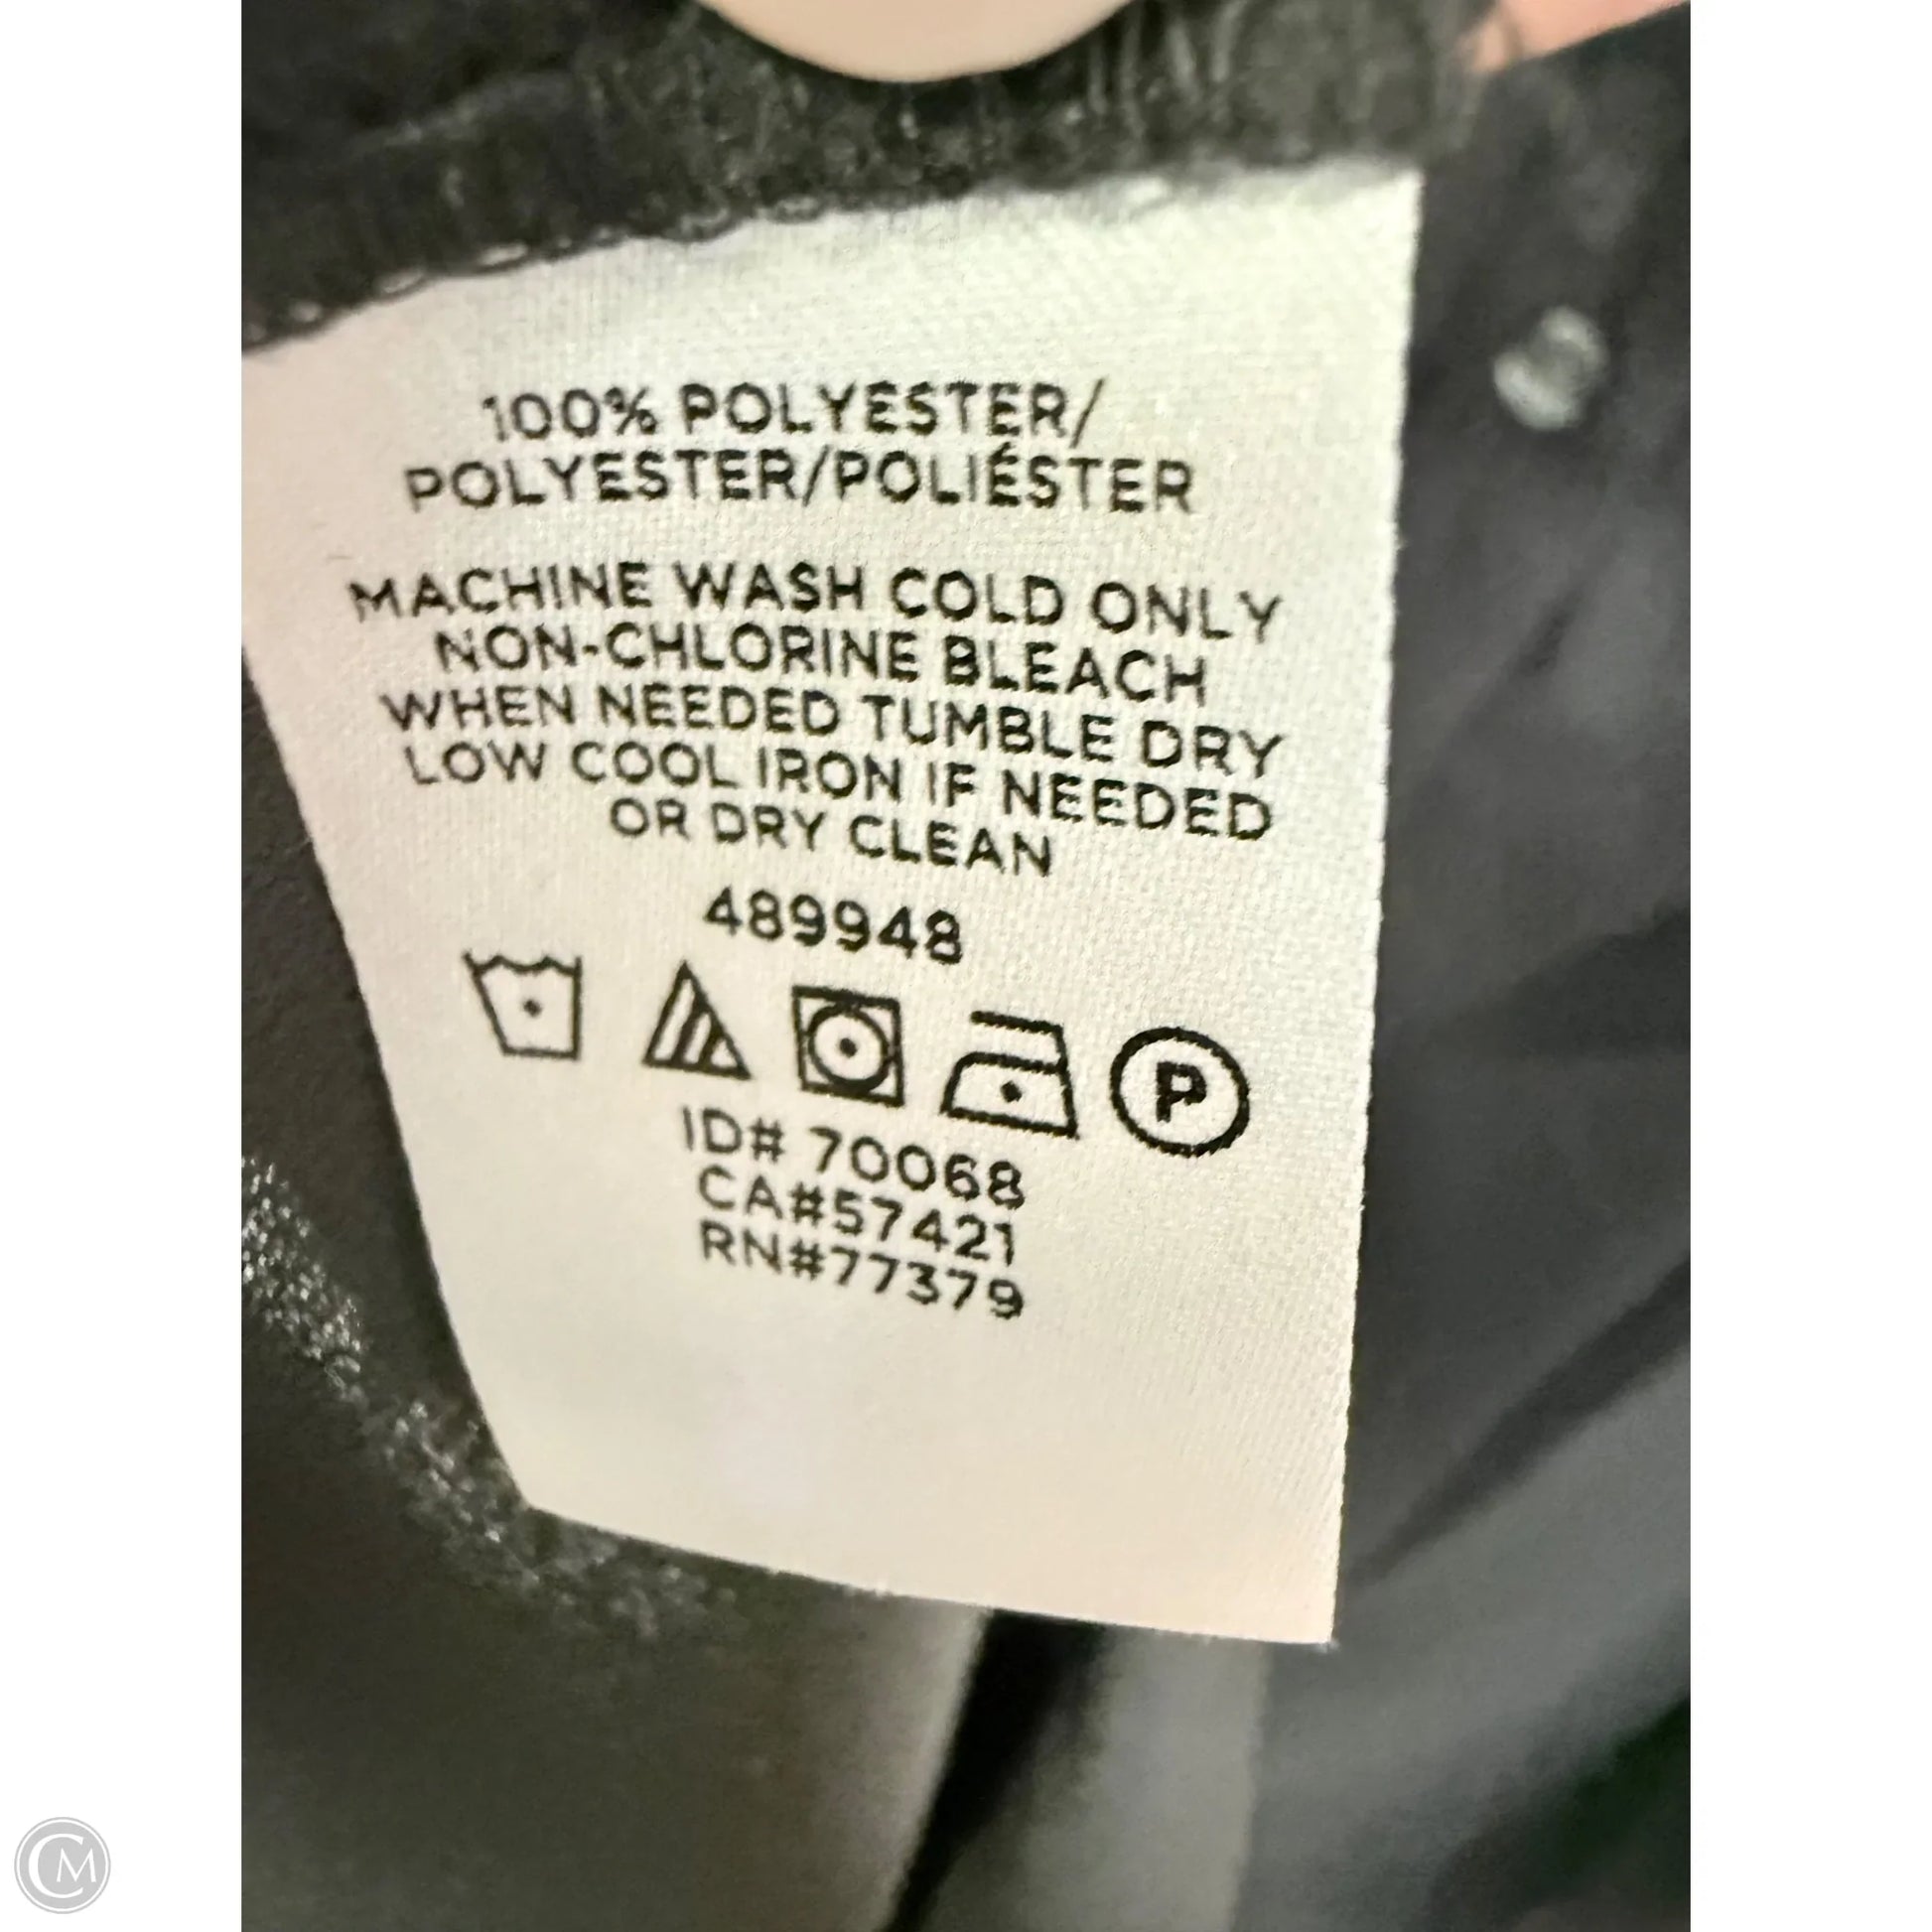 100% POLYESTER/
POLYESTER/POLIÉSTER
MACHINE WASH COLD ONLY
NON-CHLORINE BLEACH
WHEN NEEDED TUMBLE DRY
LOW COOL IRON IF NEEDED
OR DRY CLEAN
489948
P
ID# 70068
CA#57421
RN#77379
CM